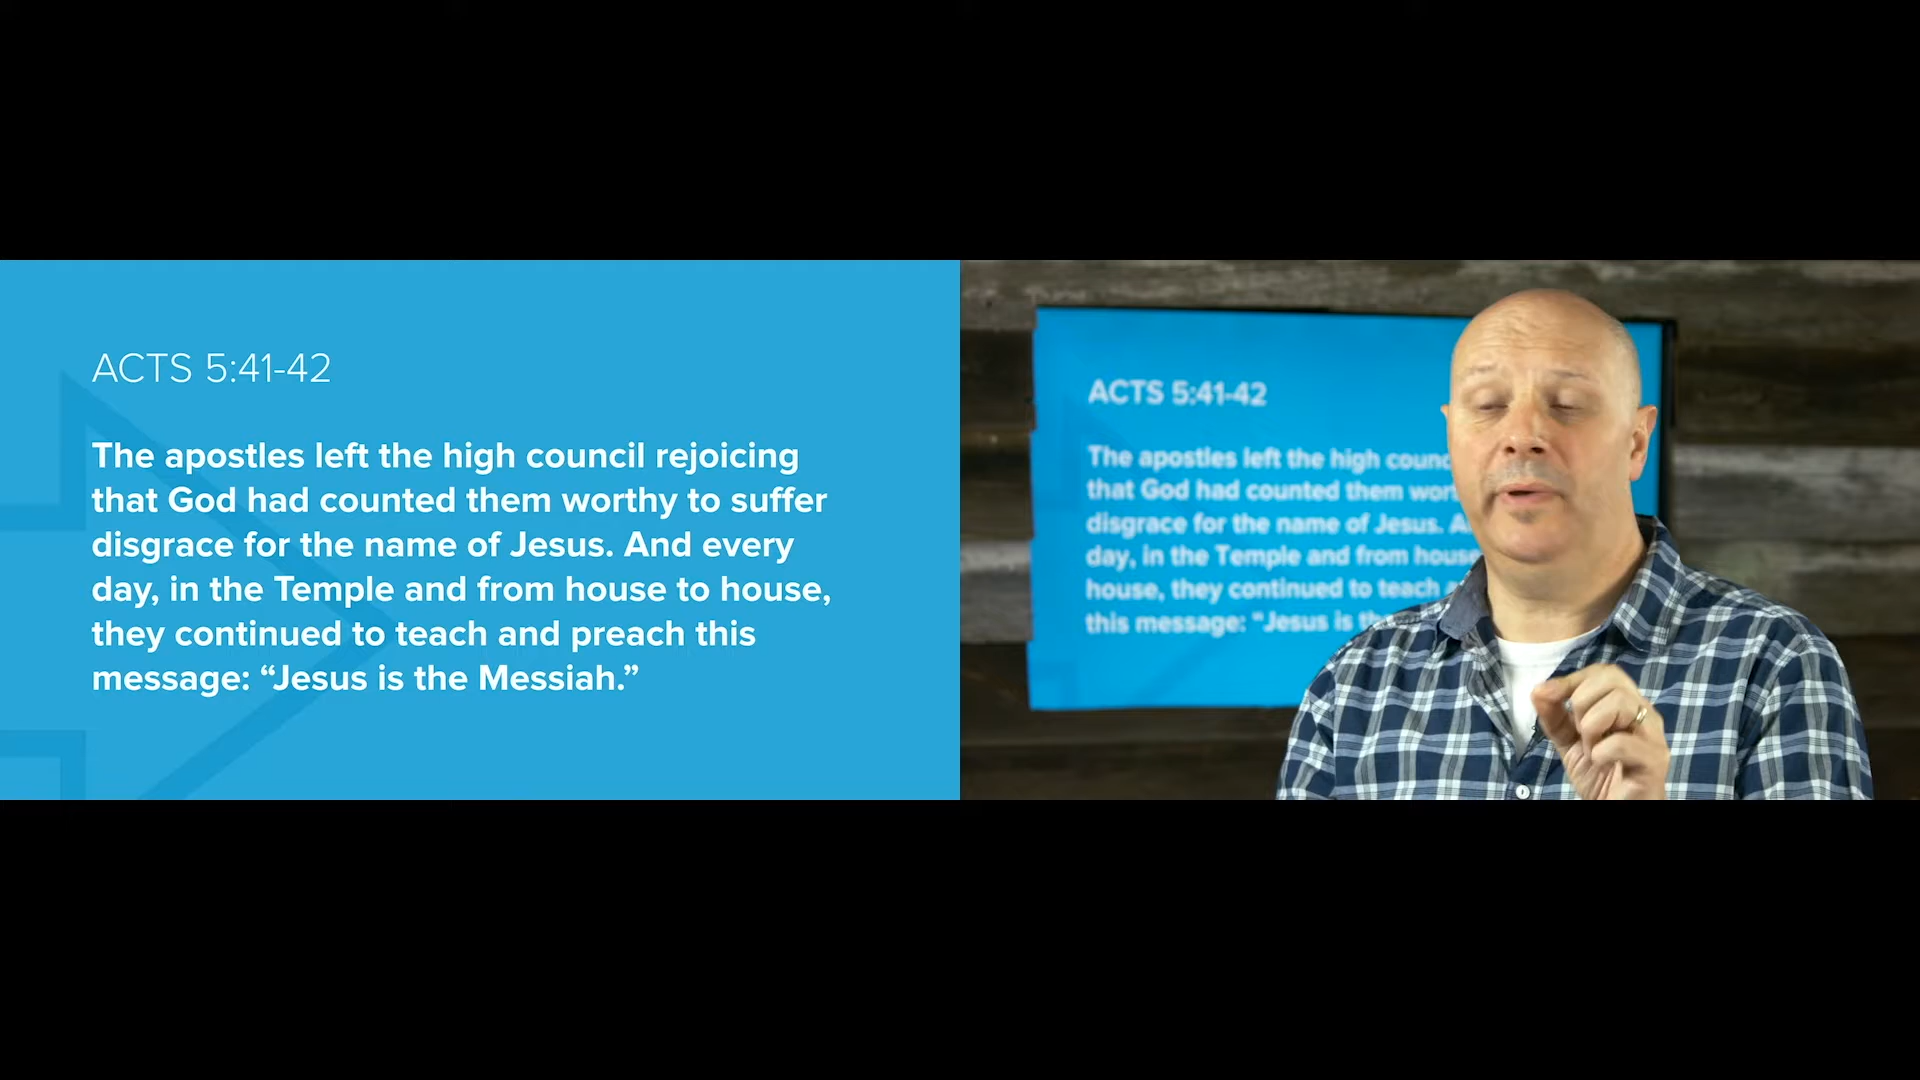 ACTS 5:41-42
The apostles left the high council rejoicing
that God had counted them worthy to suffer
disgrace for the name of Jesus. And every
day, in the Temple and from house to house,
they continued to teach and preach this
message: “Jesus is the Messiah.”
ACTS 5:41-42
The apostles left the high
that God had counted them
disgrace for the name of Jesus.
day, in the Temple and from house
house, they continued to teach
this message: “Jesus is